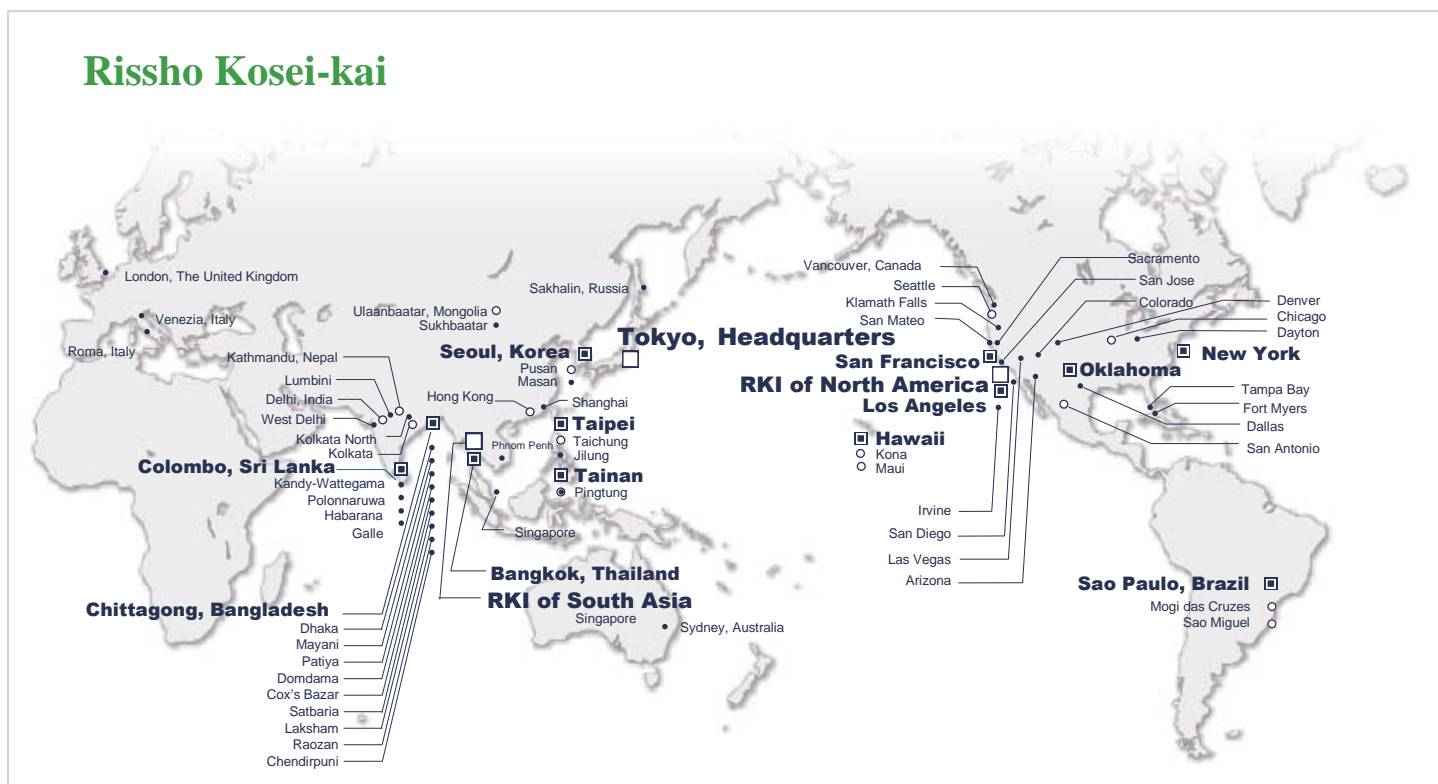 Rissho Kosei-kai
London, The United Kingdom
Venezia, Italy
Roma, Italy
Sakhalin, Russia
Ulaanbaatar, Mongolia
Sukhbaatar
Tokyo, Headquarters
Seoul, Korea
Pusan
Masan
Kathmandu, Nepal
Lumbini
Delhi, India
West Delhi
Kolkata North
Kolkata
Hong Kong
Shanghai
Taipei
Taichung
Jilung
Phnom Penh
Tainan
Pingtung
Colombo, Sri Lanka
Kandy-Wattegama
Polonnaruwa
Habarana
Galle
Singapore
Bangkok, Thailand
RKI of South Asia
Singapore
Sydney, Australia
Chittagong, Bangladesh
Dhaka
Mayani
Patiya
Domdama
Cox's Bazar
Satbaria
Laksham
Raozan
Chendirpuni
Vancouver, Canada
Seattle
Klamath Falls
San Mateo
San Francisco
RKI of North America
Los Angeles
Hawaii
Kona
Maui
Irvine
San Diego
Las Vegas
Arizona
Sacramento
San Jose
Colorado
Denver
Chicago
Dayton
New York
Oklahoma
Tampa Bay
Fort Myers
Dallas
San Antonio
Sao Paulo, Brazil
Mogi das Cruzes
Sao Miguel